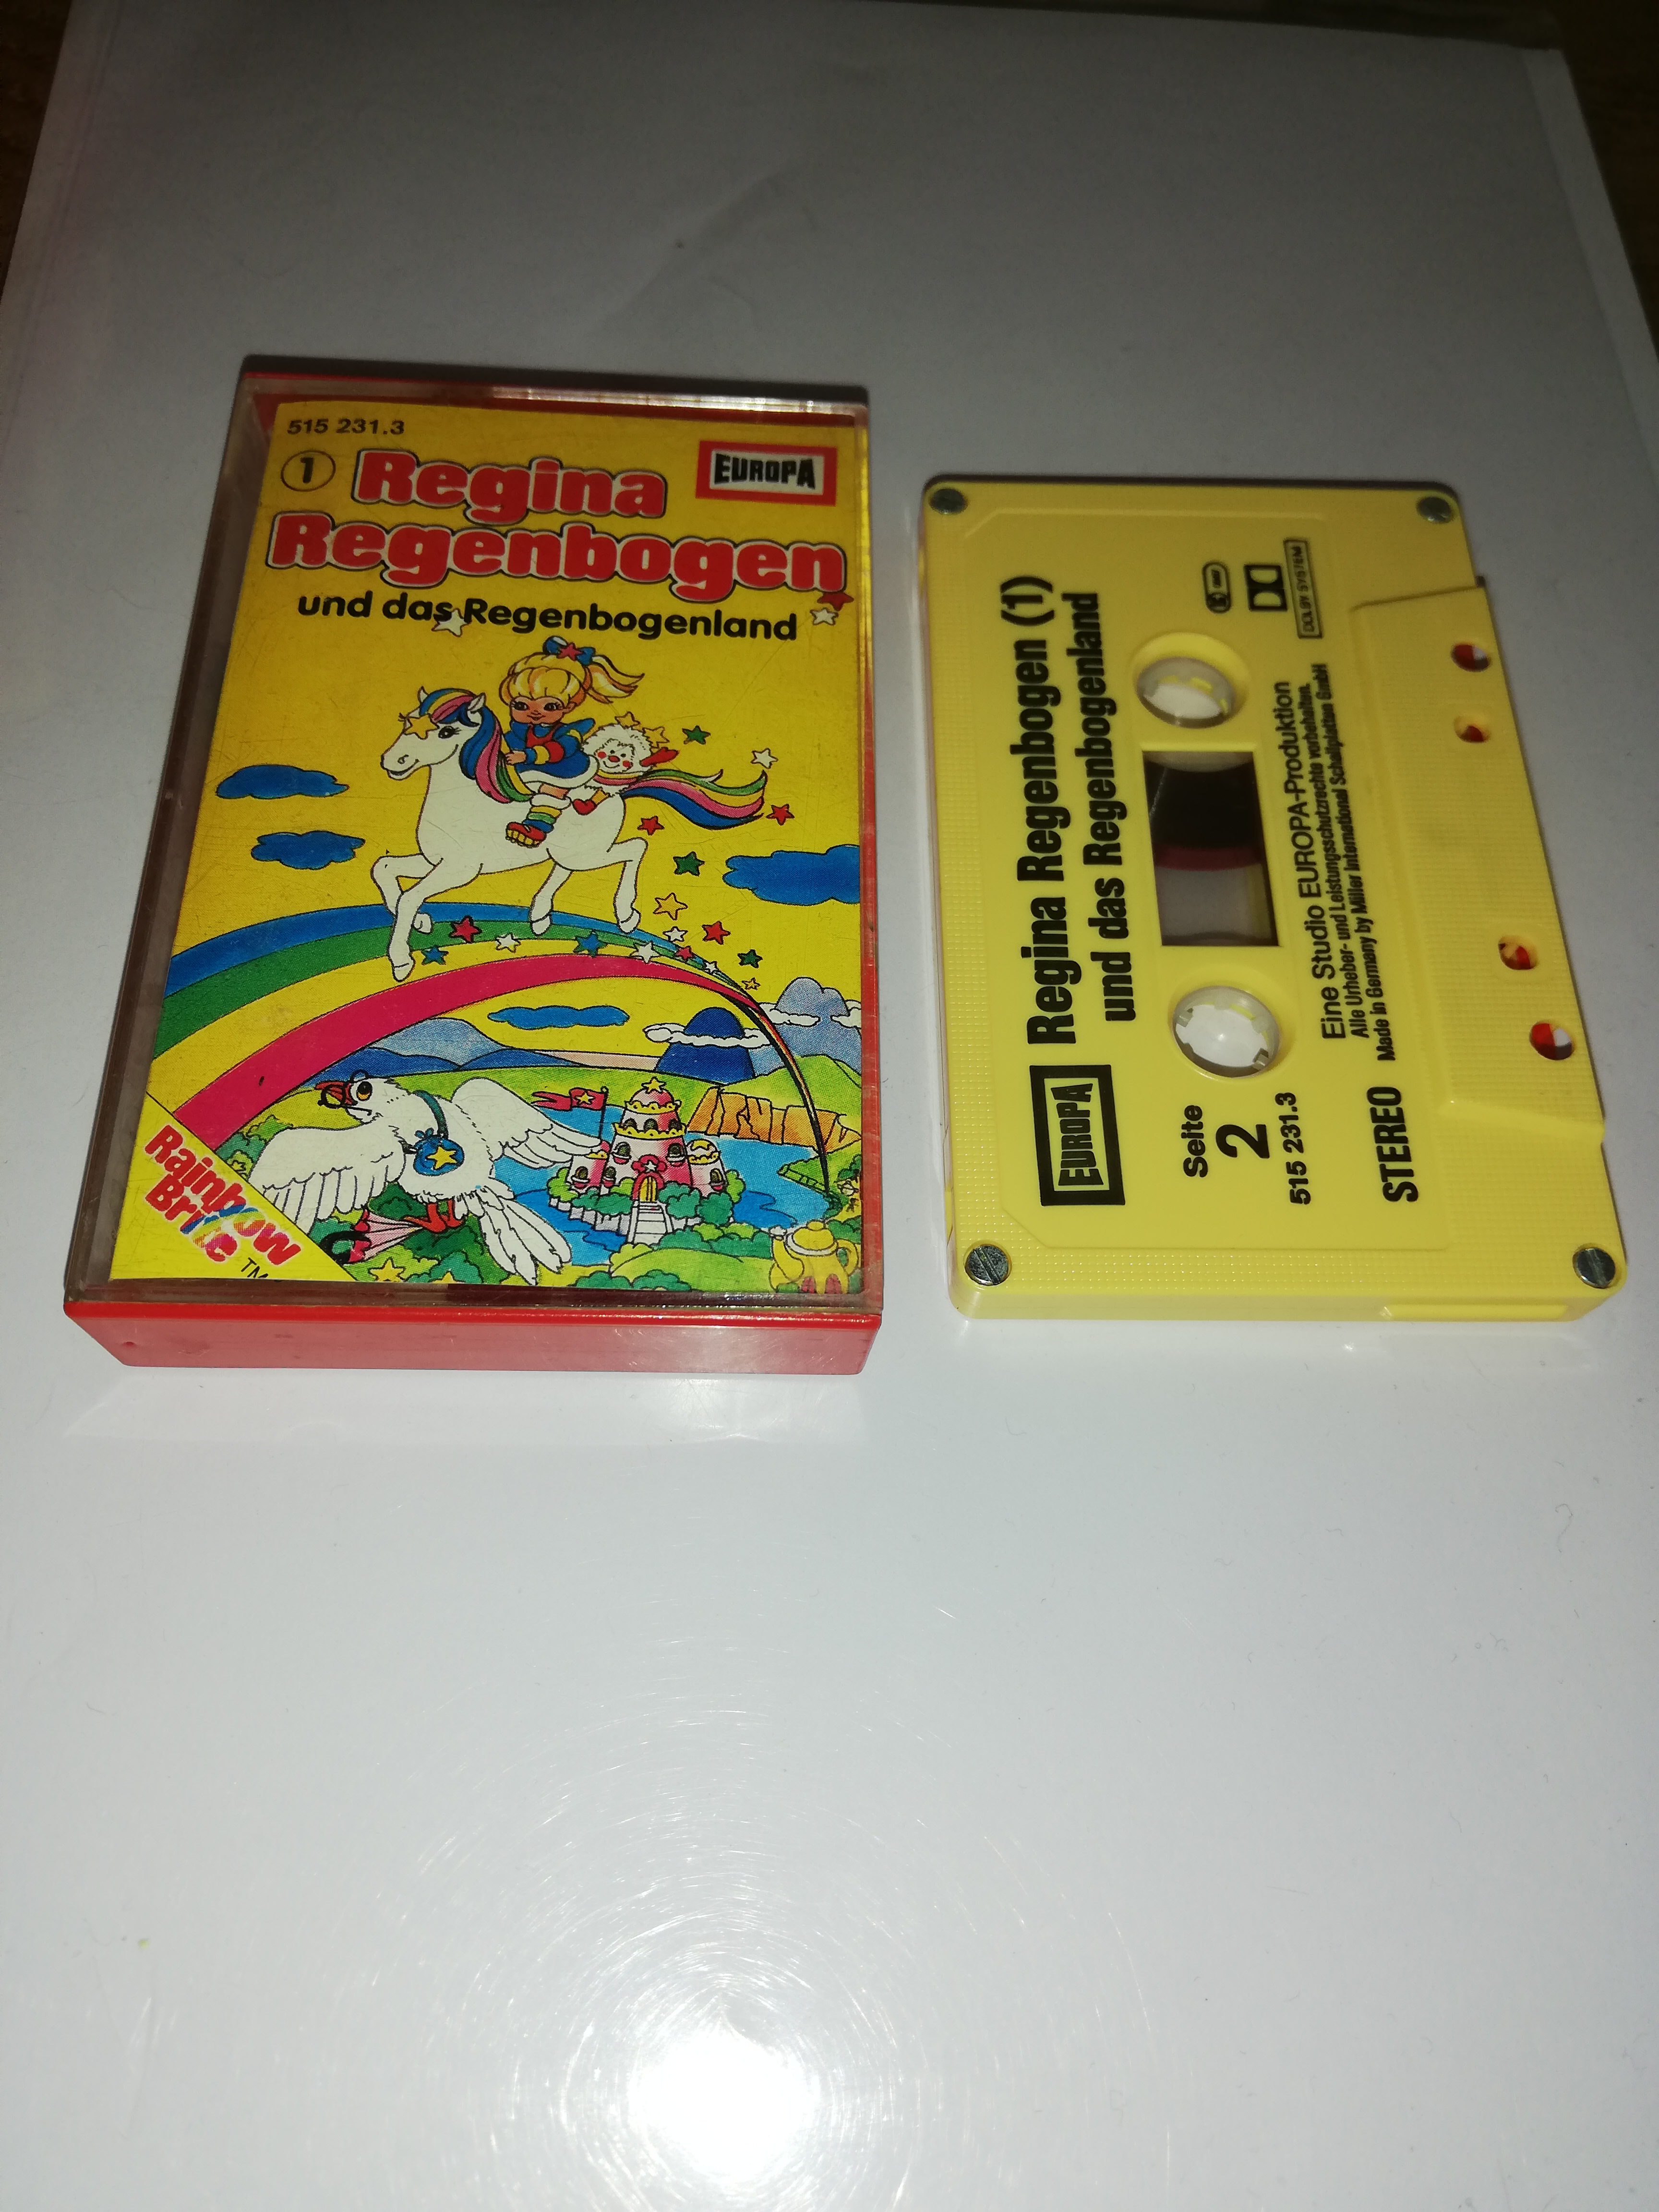 515 231.3
1 Regina
EUROPA
Regenbogen
und das Regenbogenland
Rainbow
Brite TM
EUROPA
Regina Regenbogen (1)
und das Regenbogenland
Seite
2
515 231.3
DOLBY SYSTEM
Eine Studio EUROPA-Produktion
Alle Urheber- und Leistungsschutzrechte vorbehalten.
Made in Germany by Miller International Schallplatten GmbH
STEREO